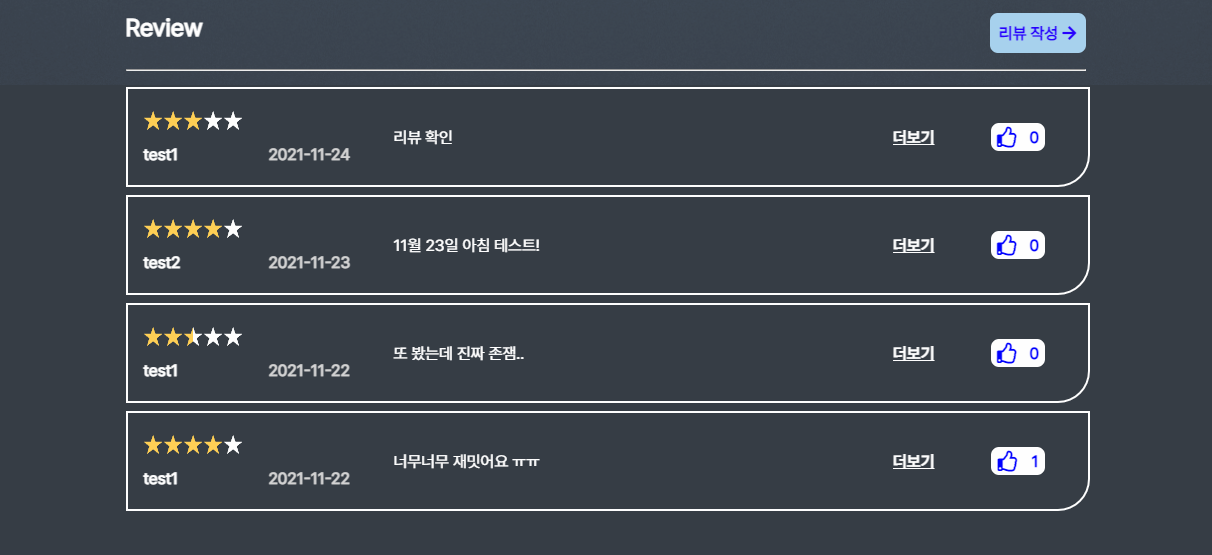 Review
리뷰 작성 →
리뷰 확인
더보기
0
test1 2021-11-24
11월 23일 아침 테스트!
더보기
0
test2 2021-11-23
또 봤는데 진짜 존잼..
더보기
0
test1 2021-11-22
너무너무 재밋어요 ㅠㅠ
더보기
1
test1 2021-11-22